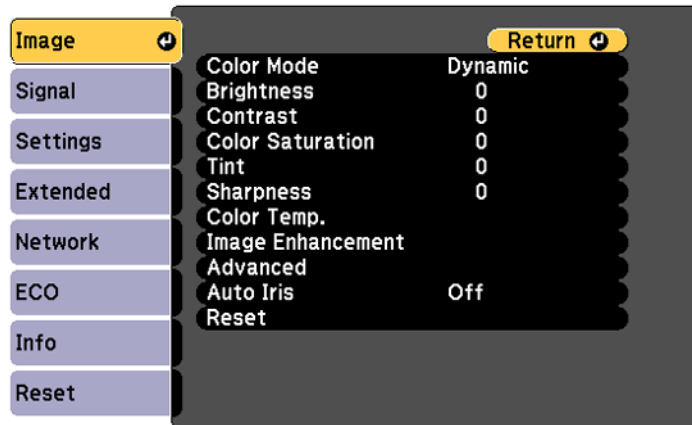 Image
Signal
Settings
Extended
Network
ECO
Info
Reset
Return
Color Mode Dynamic
Brightness 0
Contrast 0
Color Saturation 0
Tint 0
Sharpness 0
Color Temp.
Image Enhancement
Advanced
Auto Iris Off
Reset